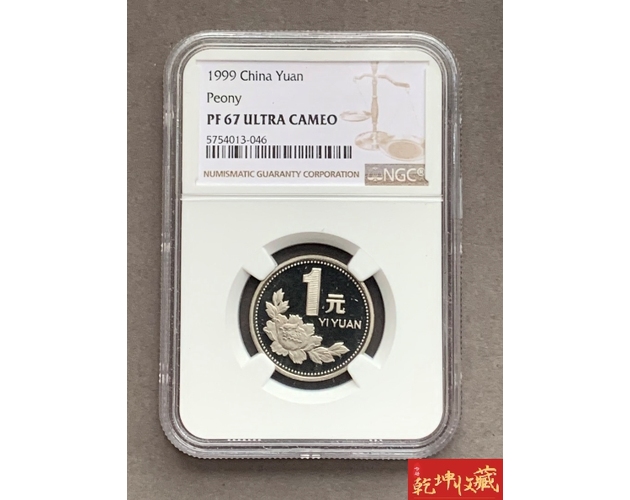 1999 China Yuan
Peony
PF 67 ULTRA CAMEO
5754013-046
NUMISMATIC GUARANTY CORPORATION
NGC®
1元
YI YUAN
乾坤收藏